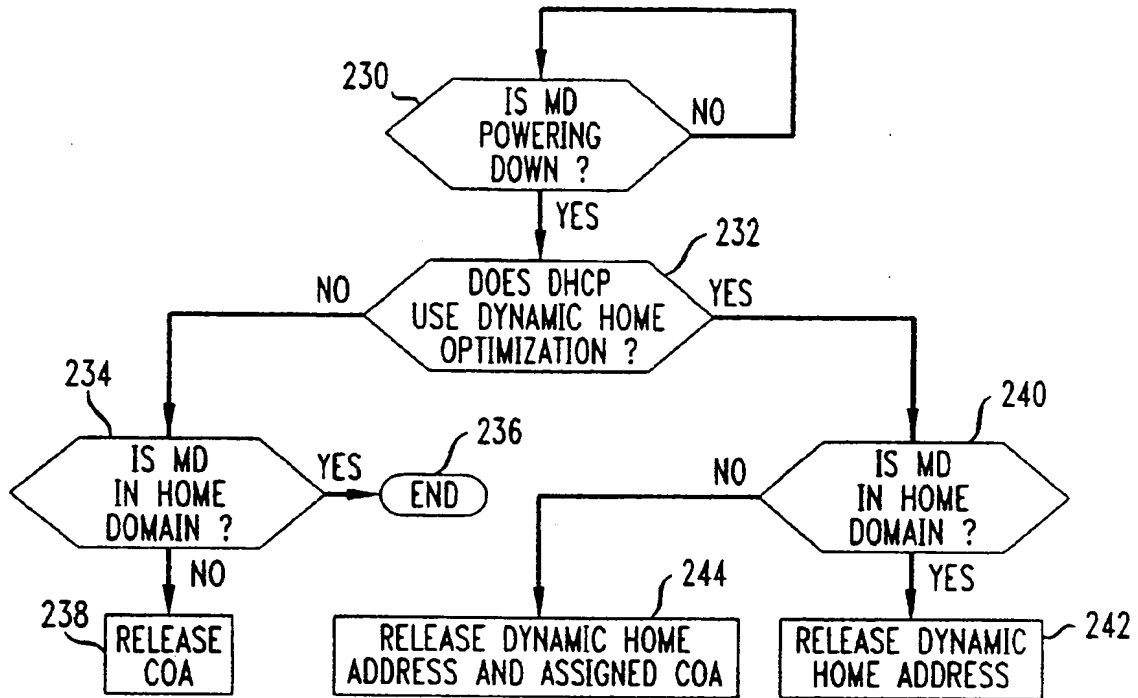 230
IS MD
POWERING
DOWN ?
NO
YES
232
DOES DHCP
USE DYNAMIC HOME
OPTIMIZATION ?
NO
YES
234
IS MD
IN HOME
DOMAIN ?
YES
236
END
NO
238
RELEASE
COA
240
IS MD
IN HOME
DOMAIN ?
NO
YES
244
RELEASE DYNAMIC HOME
ADDRESS AND ASSIGNED COA
242
RELEASE DYNAMIC
HOME ADDRESS